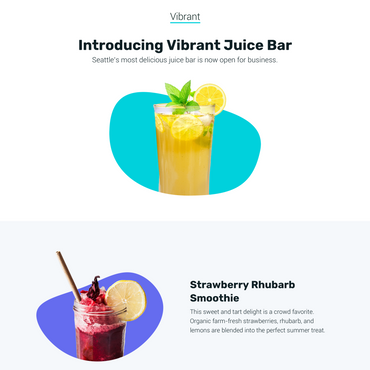 Vibrant
Introducing Vibrant Juice Bar
Seattle's most delicious juice bar is now open for business.
Strawberry Rhubarb
Smoothie
This sweet and tart delight is a crowd favorite.
Organic farm-fresh strawberries, rhubarb, and
lemons are blended into the perfect summer treat.